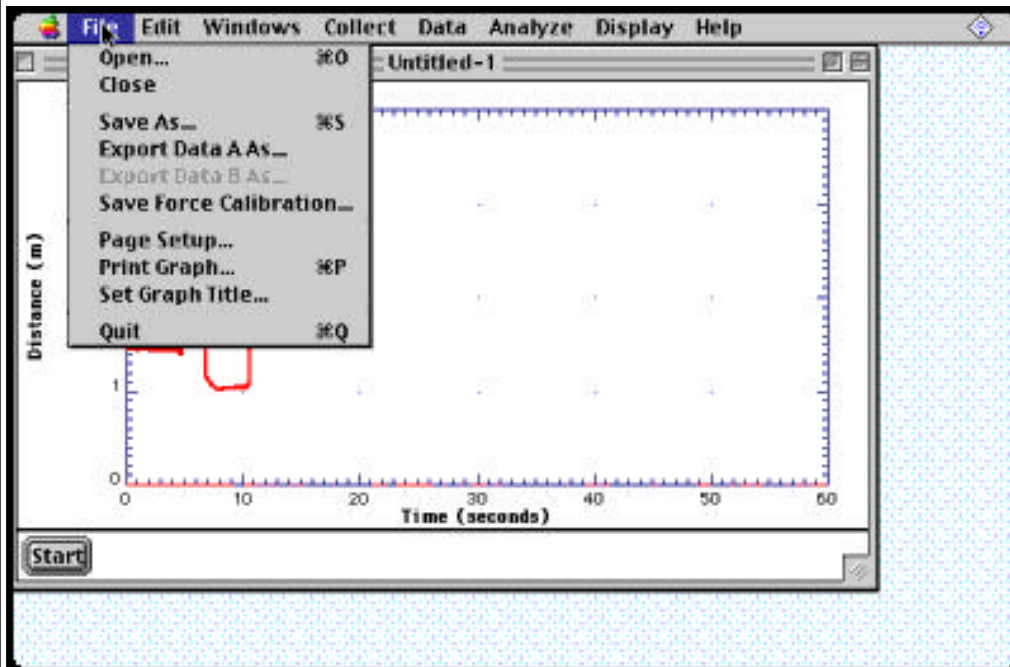 File Edit Windows Collect Data Analyze Display Help
Untitled-1
Open... ⌘O
Close
Save As... ⌘S
Export Data A As...
Export Data B As...
Save Force Calibration...
Page Setup...
Print Graph... ⌘P
Set Graph Title...
Quit ⌘Q
Distance (m)
1
0
0 10 20 30 40 50 60
Time (seconds)
Start